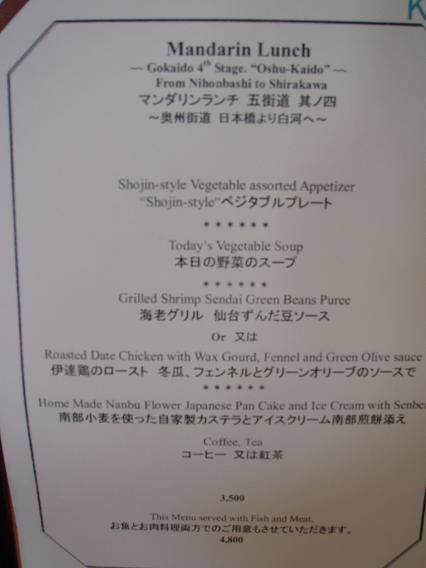 K
Mandarin Lunch
~ Gokaido 4th Stage. “Oshu-Kaido” ~
From Nihonbashi to Shirakawa
マンダリンランチ 五街道 其ノ四
～奥州街道 日本橋より白河へ～
Shojin-style Vegetable assorted Appetizer
“Shojin-style”ベジタブルプレート
* * * * * *
Today's Vegetable Soup
本日の野菜のスープ
* * * * * *
Grilled Shrimp Sendai Green Beans Puree
海老グリル 仙台ずんだ豆ソース
Or 又は
Roasted Date Chicken with Wax Gourd, Fennel and Green Olive sauce
伊達鶏のロースト 冬瓜、フェンネルとグリーンオリーブのソースで
* * * * * *
Home Made Nanbu Flower Japanese Pan Cake and Ice Cream with Senbei
南部小麦を使った自家製カステラとアイスクリーム南部煎餅添え
Coffee, Tea
コーヒー 又は紅茶
3,500
This Menu served with Fish and Meat.
お魚とお肉料理両方でのご用意もさせていただきます。
4,800